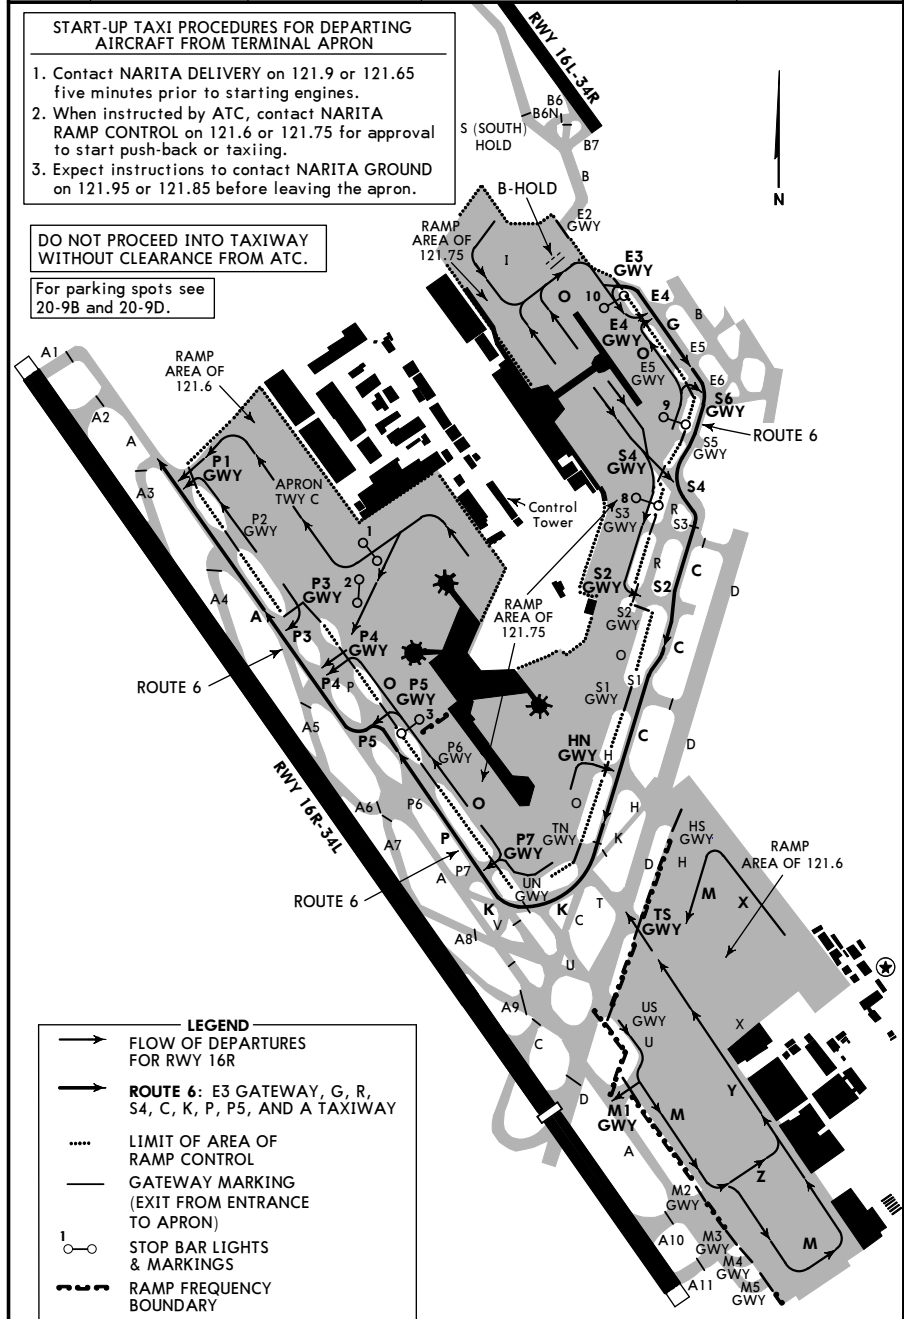 START-UP TAXI PROCEDURES FOR DEPARTING
AIRCRAFT FROM TERMINAL APRON
1. Contact NARITA DELIVERY on 121.9 or 121.65
five minutes prior to starting engines.
2. When instructed by ATC, contact NARITA
RAMP CONTROL on 121.6 or 121.75 for approval
to start push-back or taxiing.
3. Expect instructions to contact NARITA GROUND
on 121.95 or 121.85 before leaving the apron.
DO NOT PROCEED INTO TAXIWAY
WITHOUT CLEARANCE FROM ATC.
For parking spots see
20-9B and 20-9D.
RWY 16L-34R
B6
B6N
S (SOUTH)
HOLD
B7
B
N
B-HOLD
E2
GWY
RAMP
AREA OF
121.75
I
E3
GWY
10
O
E4
E4
GWY
G
B
O
E5
E5
GWY
E6
S6
GWY
9
ROUTE 6
S5
GWY
S4
GWY
S4
8
R
S3
GWY
S3
Control
Tower
A1
A2
A
A3
RAMP
AREA OF
121.6
P1
GWY
APRON
TWY C
P2
GWY
1
2
P3
GWY
A4
A
P3
P4
GWY
ROUTE 6
P4
P
O
P5
GWY
3
A5
P5
P6
GWY
RAMP
AREA OF
121.75
R
S2
GWY
S2
C
D
S2
GWY
O
C
S1
S1
GWY
C
D
HN
GWY
H
RWY 16R-34L
A6
P6
A7
O
O
H
TN
GWY
K
P
P7
GWY
A
P7
ROUTE 6
UN
GWY
K
K
V
C
T
D
H
HS
GWY
RAMP
AREA OF 121.6
M
X
TS
GWY
A8
U
A9
C
D
US
GWY
U
X
Y
M1
GWY
M
A
Z
M2
GWY
A10
M3
GWY
M4
GWY
M5
GWY
M
A11
LEGEND
FLOW OF DEPARTURES
FOR RWY 16R
ROUTE 6: E3 GATEWAY, G, R,
S4, C, K, P, P5, AND A TAXIWAY
LIMIT OF AREA OF
RAMP CONTROL
GATEWAY MARKING
(EXIT FROM ENTRANCE
TO APRON)
1
STOP BAR LIGHTS
& MARKINGS
RAMP FREQUENCY
BOUNDARY